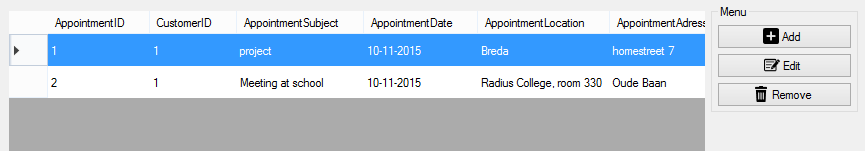 AppointmentID CustomerID AppointmentSubject AppointmentDate AppointmentLocation AppointmentAdress Menu
1 1 project 10-11-2015 Breda homestreet 7 Add
Edit
2 1 Meeting at school 10-11-2015 Radius College, room 330 Oude Baan
Remove